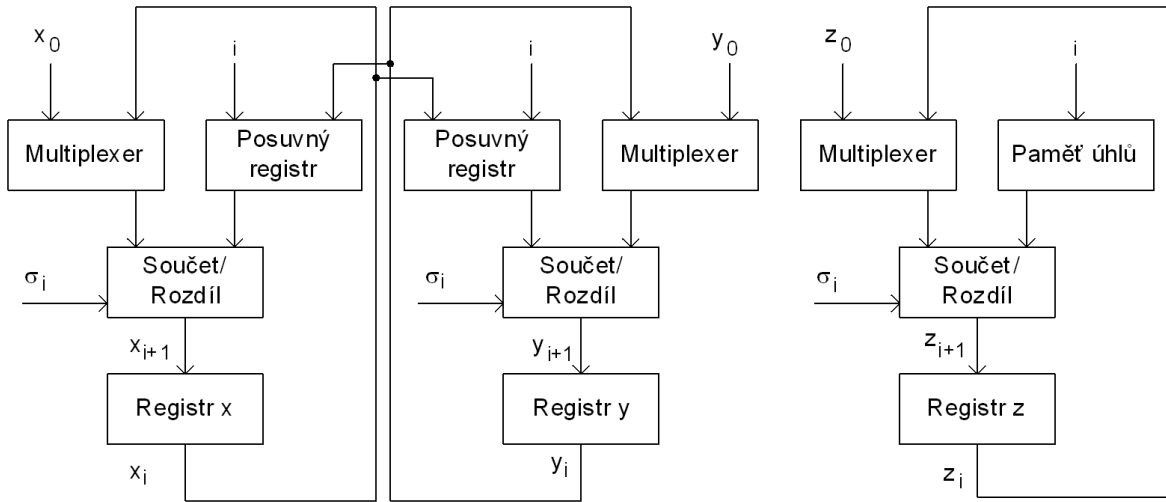 x0
i
i
y0
z0
i
Multiplexer
Posuvný
registr
Posuvný
registr
Multiplexer
Multiplexer
Paměť úhlů
σi
Součet/
Rozdíl
σi
Součet/
Rozdíl
σi
Součet/
Rozdíl
xi+1
yi+1
zi+1
Registr x
Registr y
Registr z
xi
yi
zi